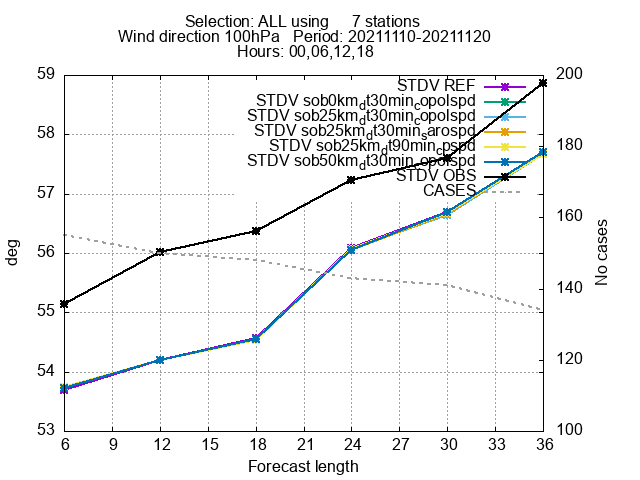 Selection: ALL using 7 stations
Wind direction 100hPa Period: 20211110-20211120
Hours: 00,06,12,18
STDV REF
STDV sob0km_dt30min_copolspd
STDV sob25km_dt30min_copolspd
STDV sob25km_dt30min_sarospd
STDV sob25km_dt90min_cpspd
STDV sob50km_dt30min_copolspd
STDV OBS
CASES
59
58
57
56
55
54
53
200
180
160
140
120
100
deg
No cases
6 9 12 15 18 21 24 27 30 33 36
Forecast length